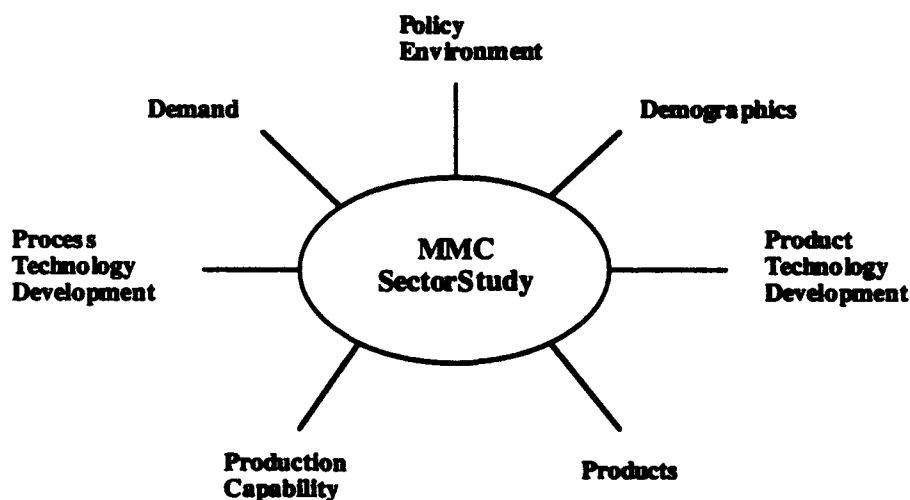 Policy
Environment
Demand
Demographics
Process
Technology
Development
MMC
SectorStudy
Product
Technology
Development
Production
Capability
Products